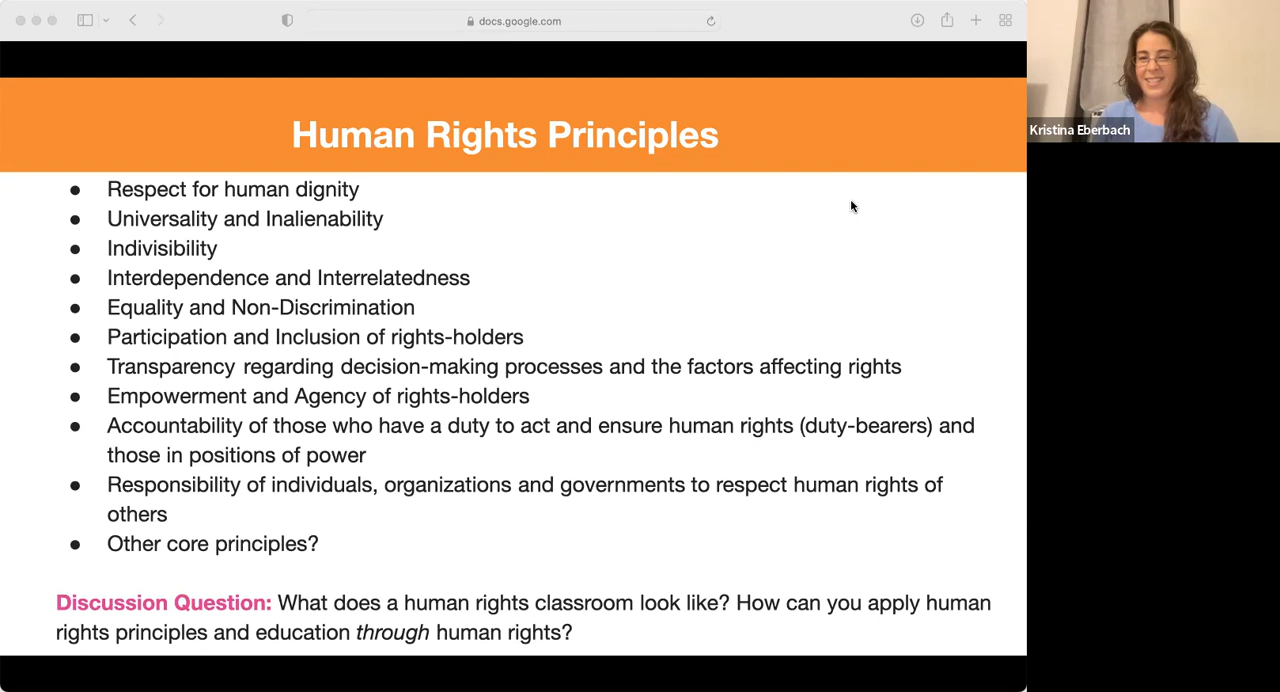 docs.google.com
Kristina Eberbach
Human Rights Principles
● Respect for human dignity
● Universality and Inalienability
● Indivisibility
● Interdependence and Interrelatedness
● Equality and Non-Discrimination
● Participation and Inclusion of rights-holders
● Transparency regarding decision-making processes and the factors affecting rights
● Empowerment and Agency of rights-holders
● Accountability of those who have a duty to act and ensure human rights (duty-bearers) and
those in positions of power
● Responsibility of individuals, organizations and governments to respect human rights of
others
● Other core principles?
Discussion Question: What does a human rights classroom look like? How can you apply human
rights principles and education through human rights?